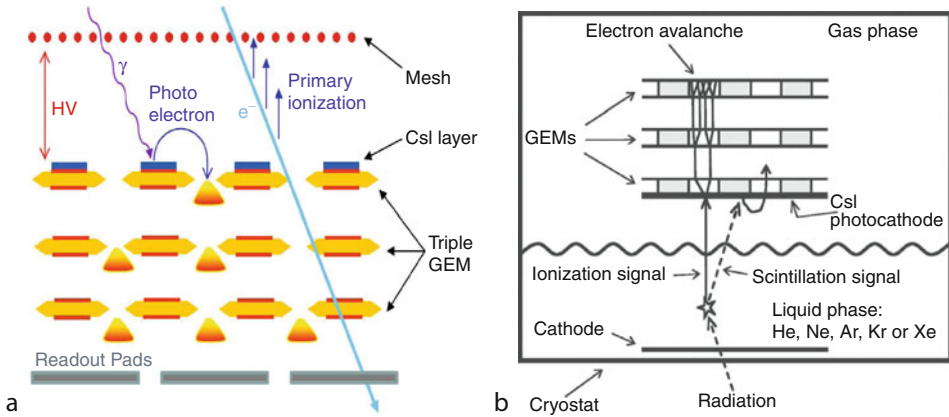 γ
HV
Photo
electron
e⁻
Primary
ionization
Mesh
CsI layer
Triple
GEM
Readout Pads
a
Electron avalanche
Gas phase
GEMs
CsI
photocathode
Ionization signal
Scintillation signal
Liquid phase:
He, Ne, Ar, Kr or Xe
Cathode
Cryostat
Radiation
b